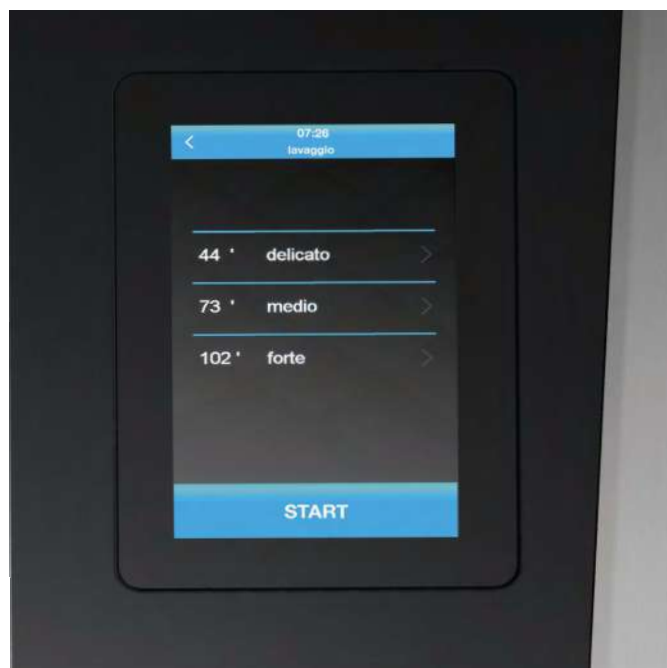 07:26
lavaggio
44 ' delicato
73 ' medio
102 ' forte
START